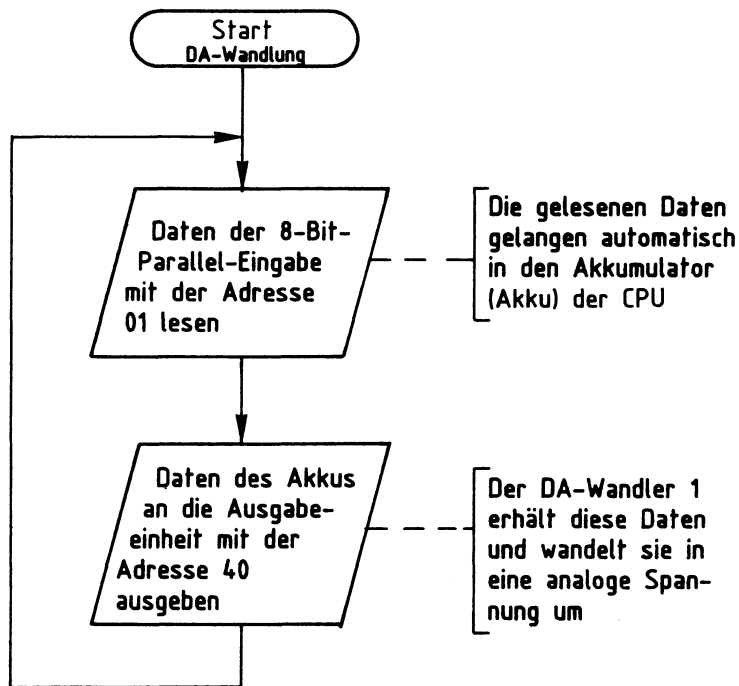 Start
DA-Wandlung
Daten der 8-Bit-
Parallel-Eingabe
mit der Adresse
01 lesen
Die gelesenen Daten
gelangen automatisch
in den Akkumulator
(Akku) der CPU
Daten des Akkus
an die Ausgabe-
einheit mit der
Adresse 40
ausgeben
Der DA-Wandler 1
erhält diese Daten
und wandelt sie in
eine analoge Span-
nung um